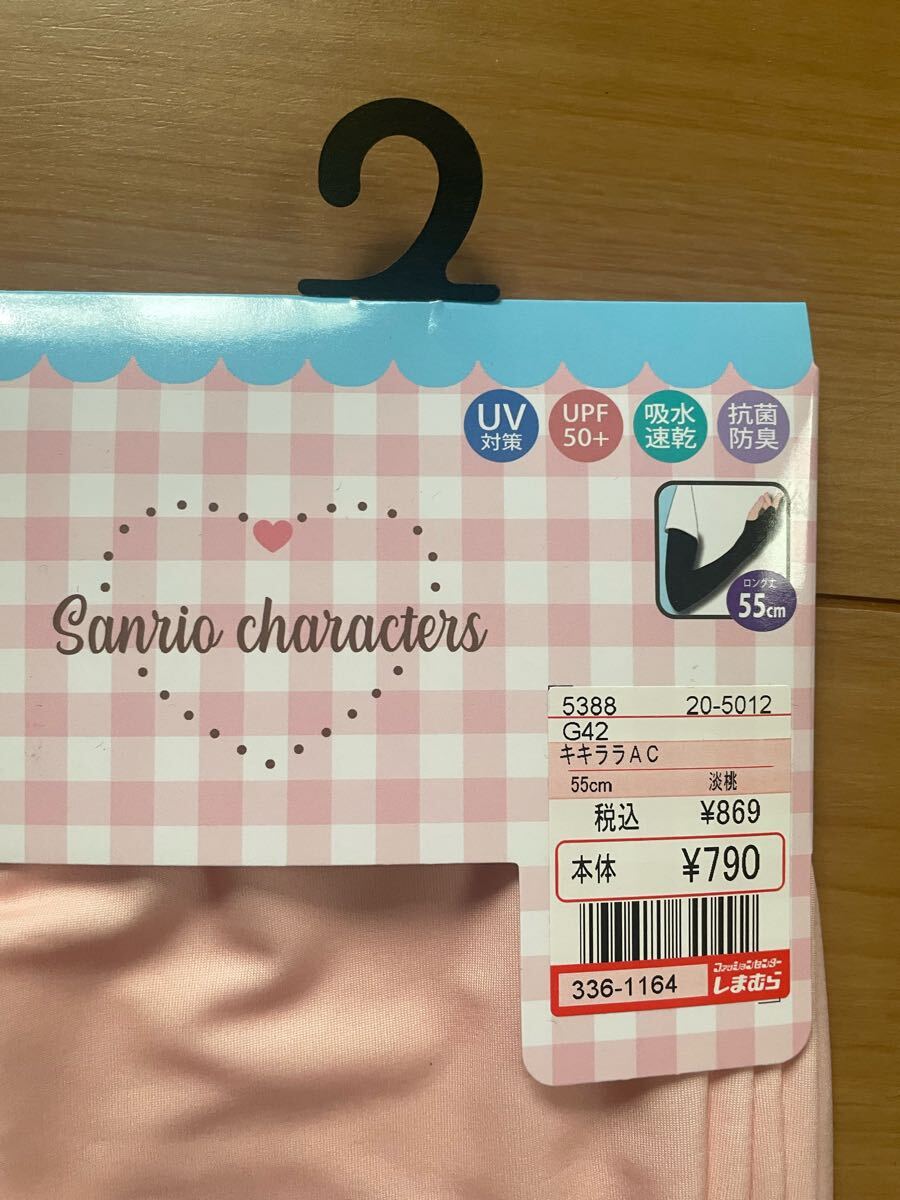 UV
対策
UPF
50+
吸水
速乾
抗菌
防臭
ロング丈
55cm
Sanrio characters
5388 20-5012
G42
キキララAC
55cm 淡桃
税込 ¥869
本体 ¥790
336-1164
ファッションセンター
しまむら